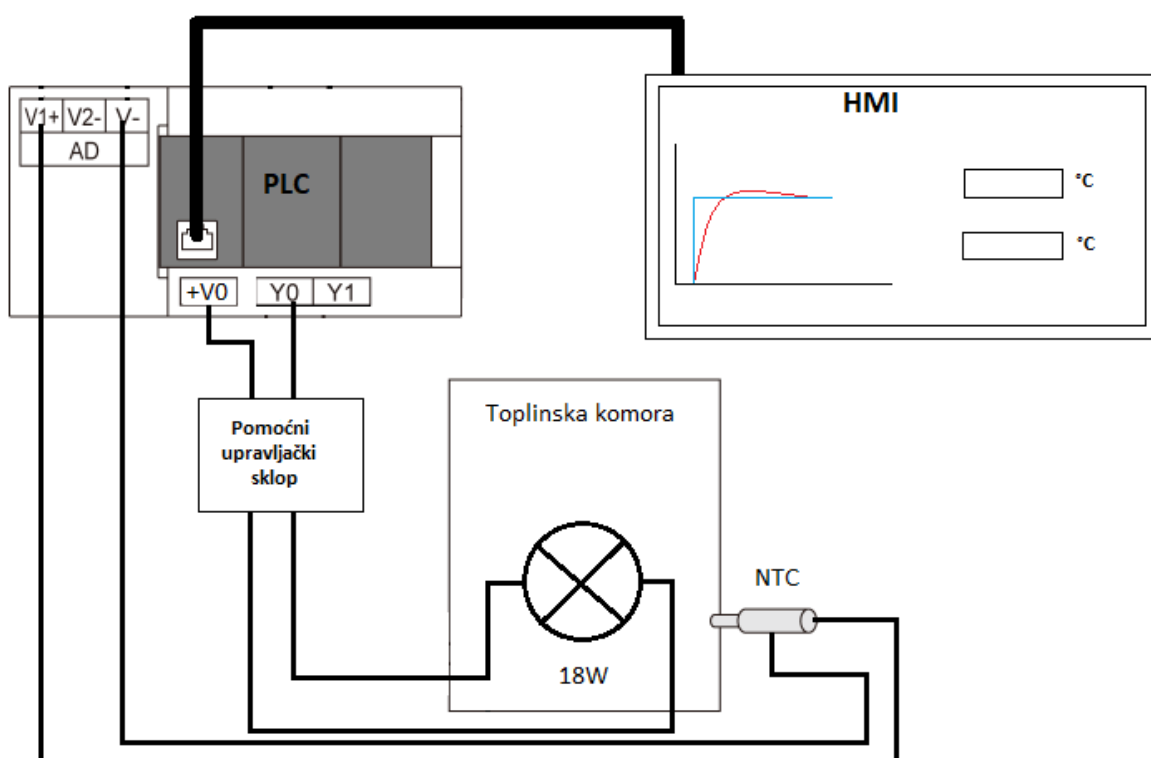 HMI
V1+ V2- V-
AD
PLC
°C
°C
+V0 Y0 Y1
Pomoćni
upravljački
sklop
Toplinska komora
NTC
18W